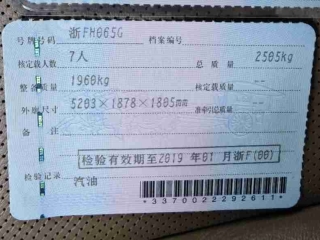 号牌号码 浙FH065G 档案编号
核定载人数 7人 总质量 2505kg
整备质量 1960kg 核定载质量 --
外廓尺寸 5203×1878×1805mm 准牵引总质量 --
备注
检验有效期至2019 年01 月浙F(00)
检验记录 汽油
*3370022292611*